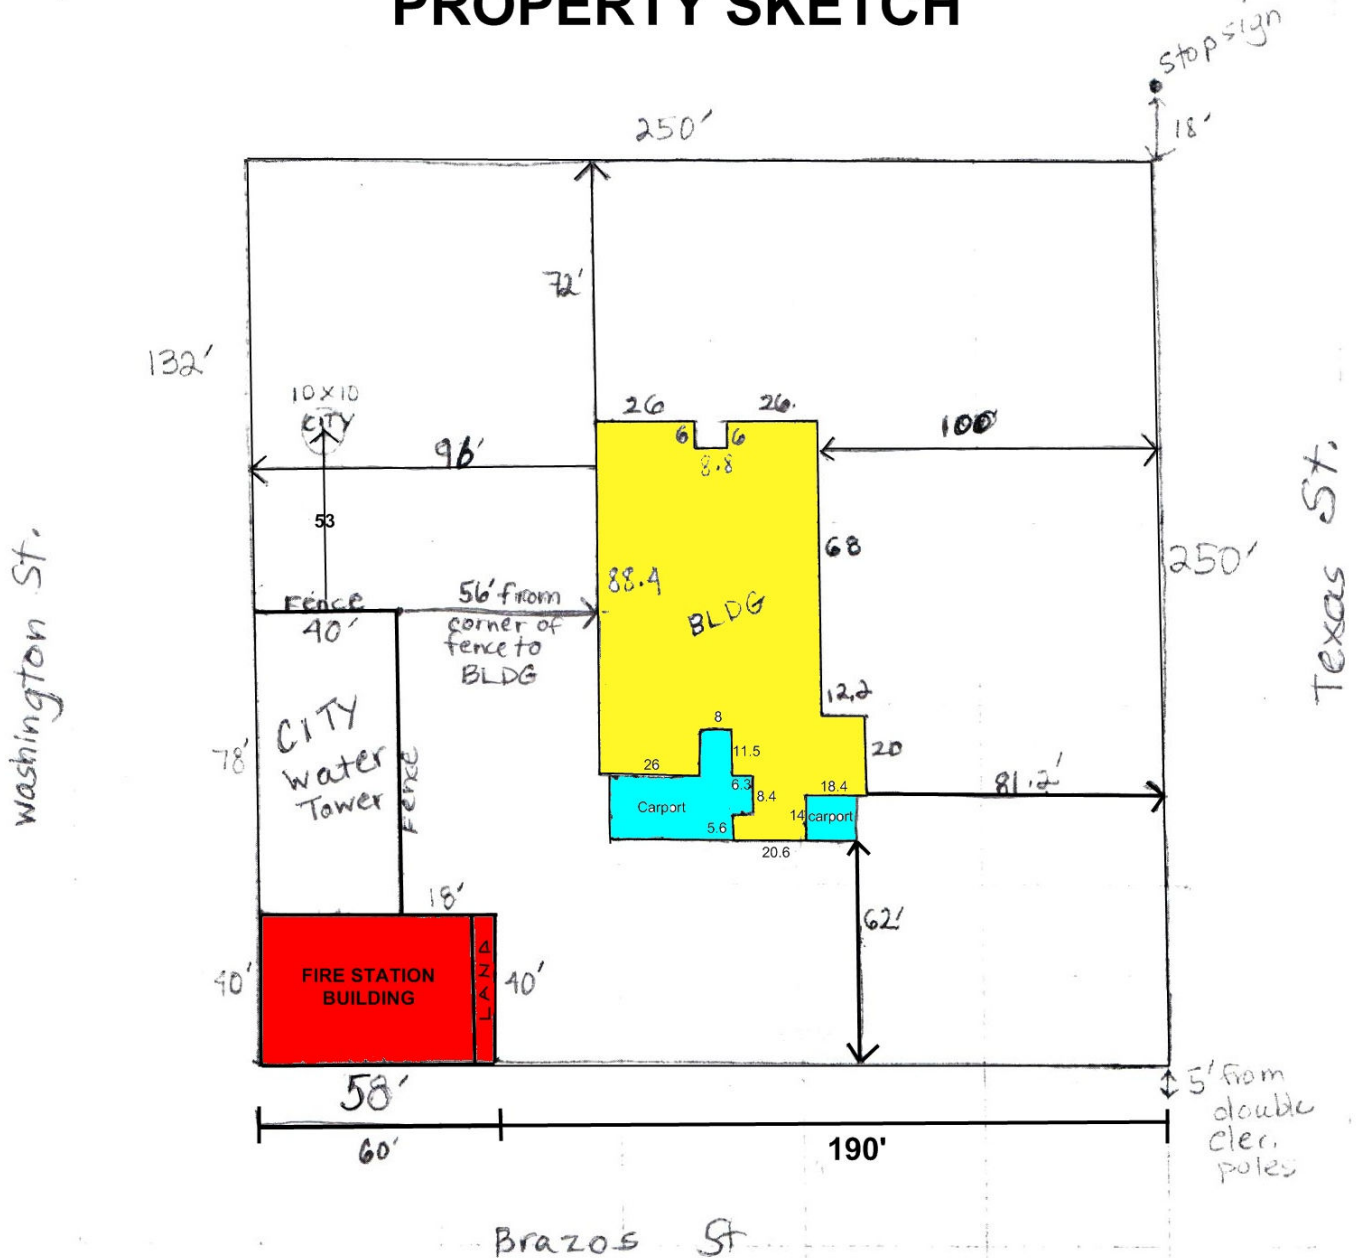 PROPERTY SKETCH
stop sign
18'
250'
72'
132'
10x10
CITY
96'
53
Fence
40'
56' from
corner of
fence to
BLDG
26
26.
6
6
8.8
100'
68
88.4
BLDG
250'
12.2
20
81.2'
8
11.5
26
6.3
8.4
18.4
Carport
5.6
14
carport
20.6
62'
Washington St.
Texas St.
78'
CITY
Water
Tower
Fence
18'
40'
FIRE STATION
BUILDING
LAND
40'
58'
60'
190'
5' from
double
elec.
poles
Brazos St